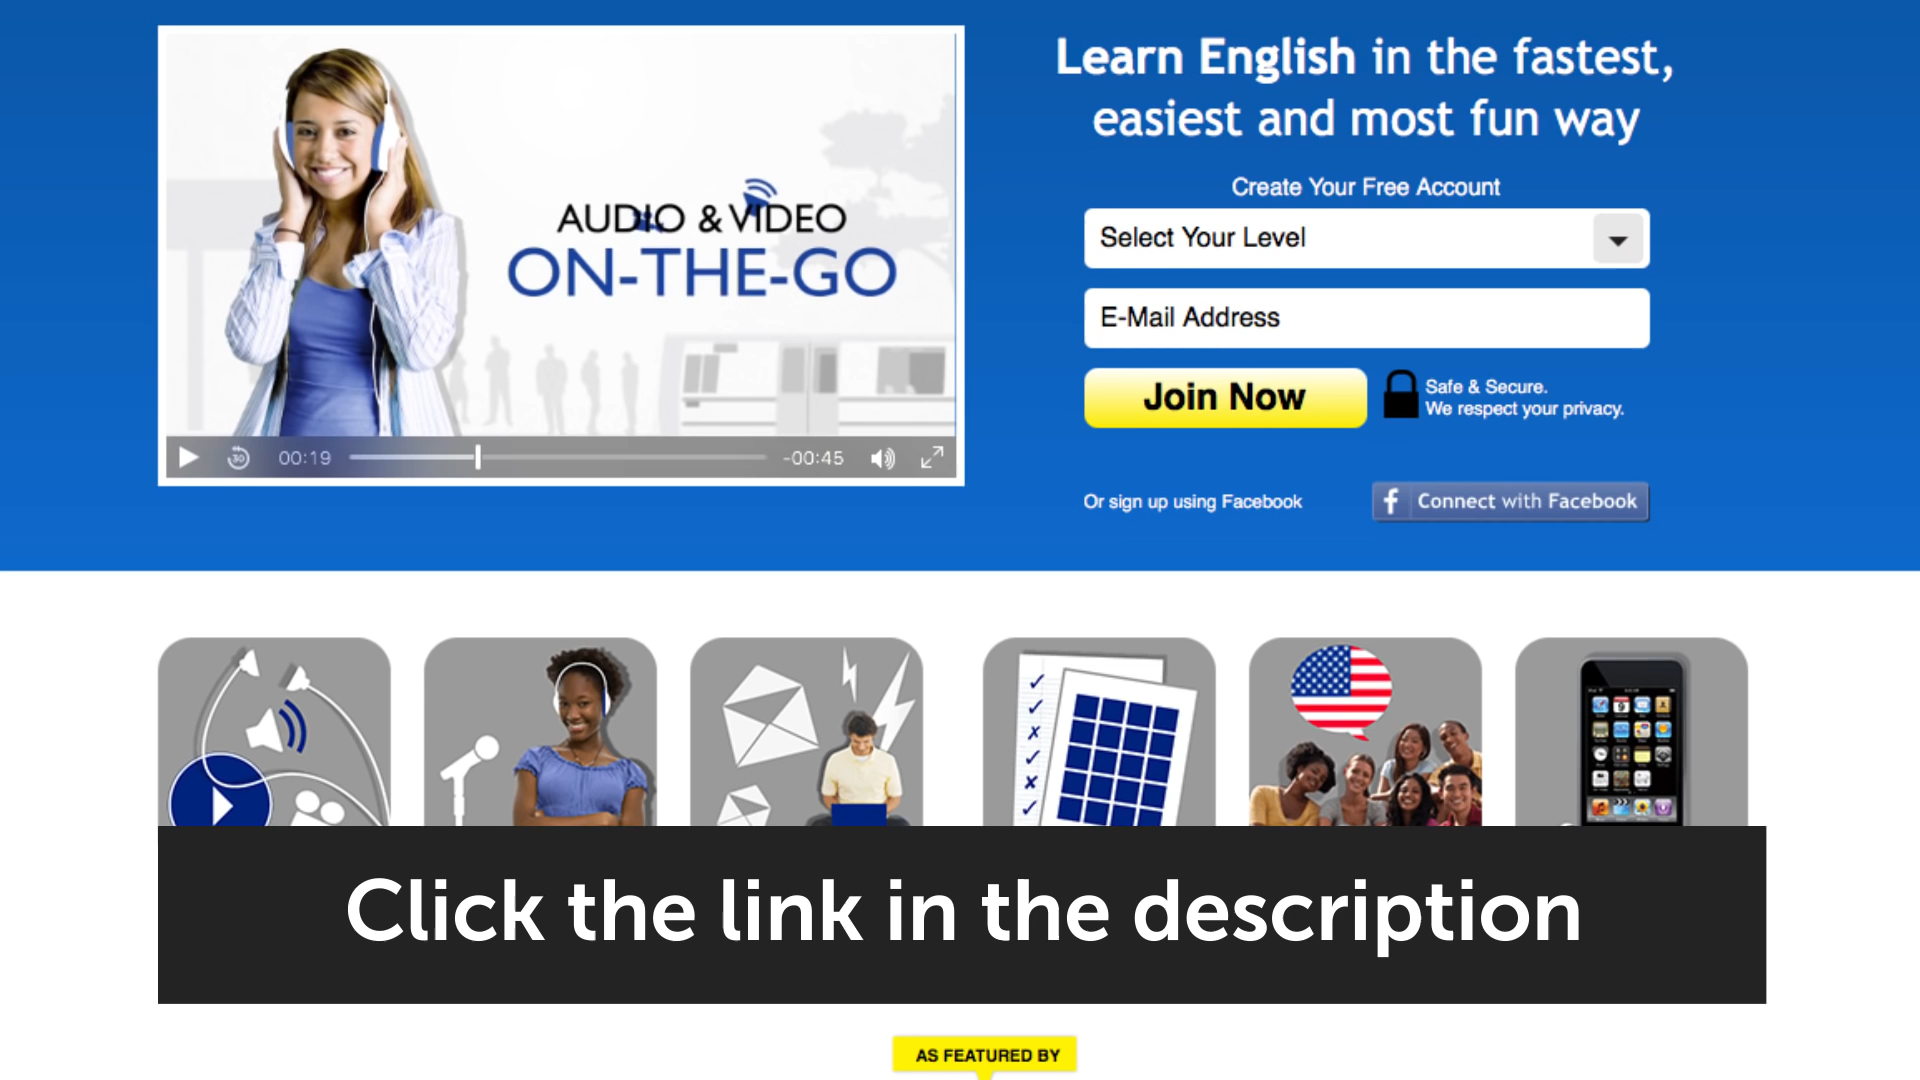 AUDIO & VIDEO
ON-THE-GO
00:19
-00:45
Learn English in the fastest,
easiest and most fun way
Create Your Free Account
Select Your Level
E-Mail Address
Join Now
Safe & Secure.
We respect your privacy.
Or sign up using Facebook
Connect with Facebook
Click the link in the description
AS FEATURED BY